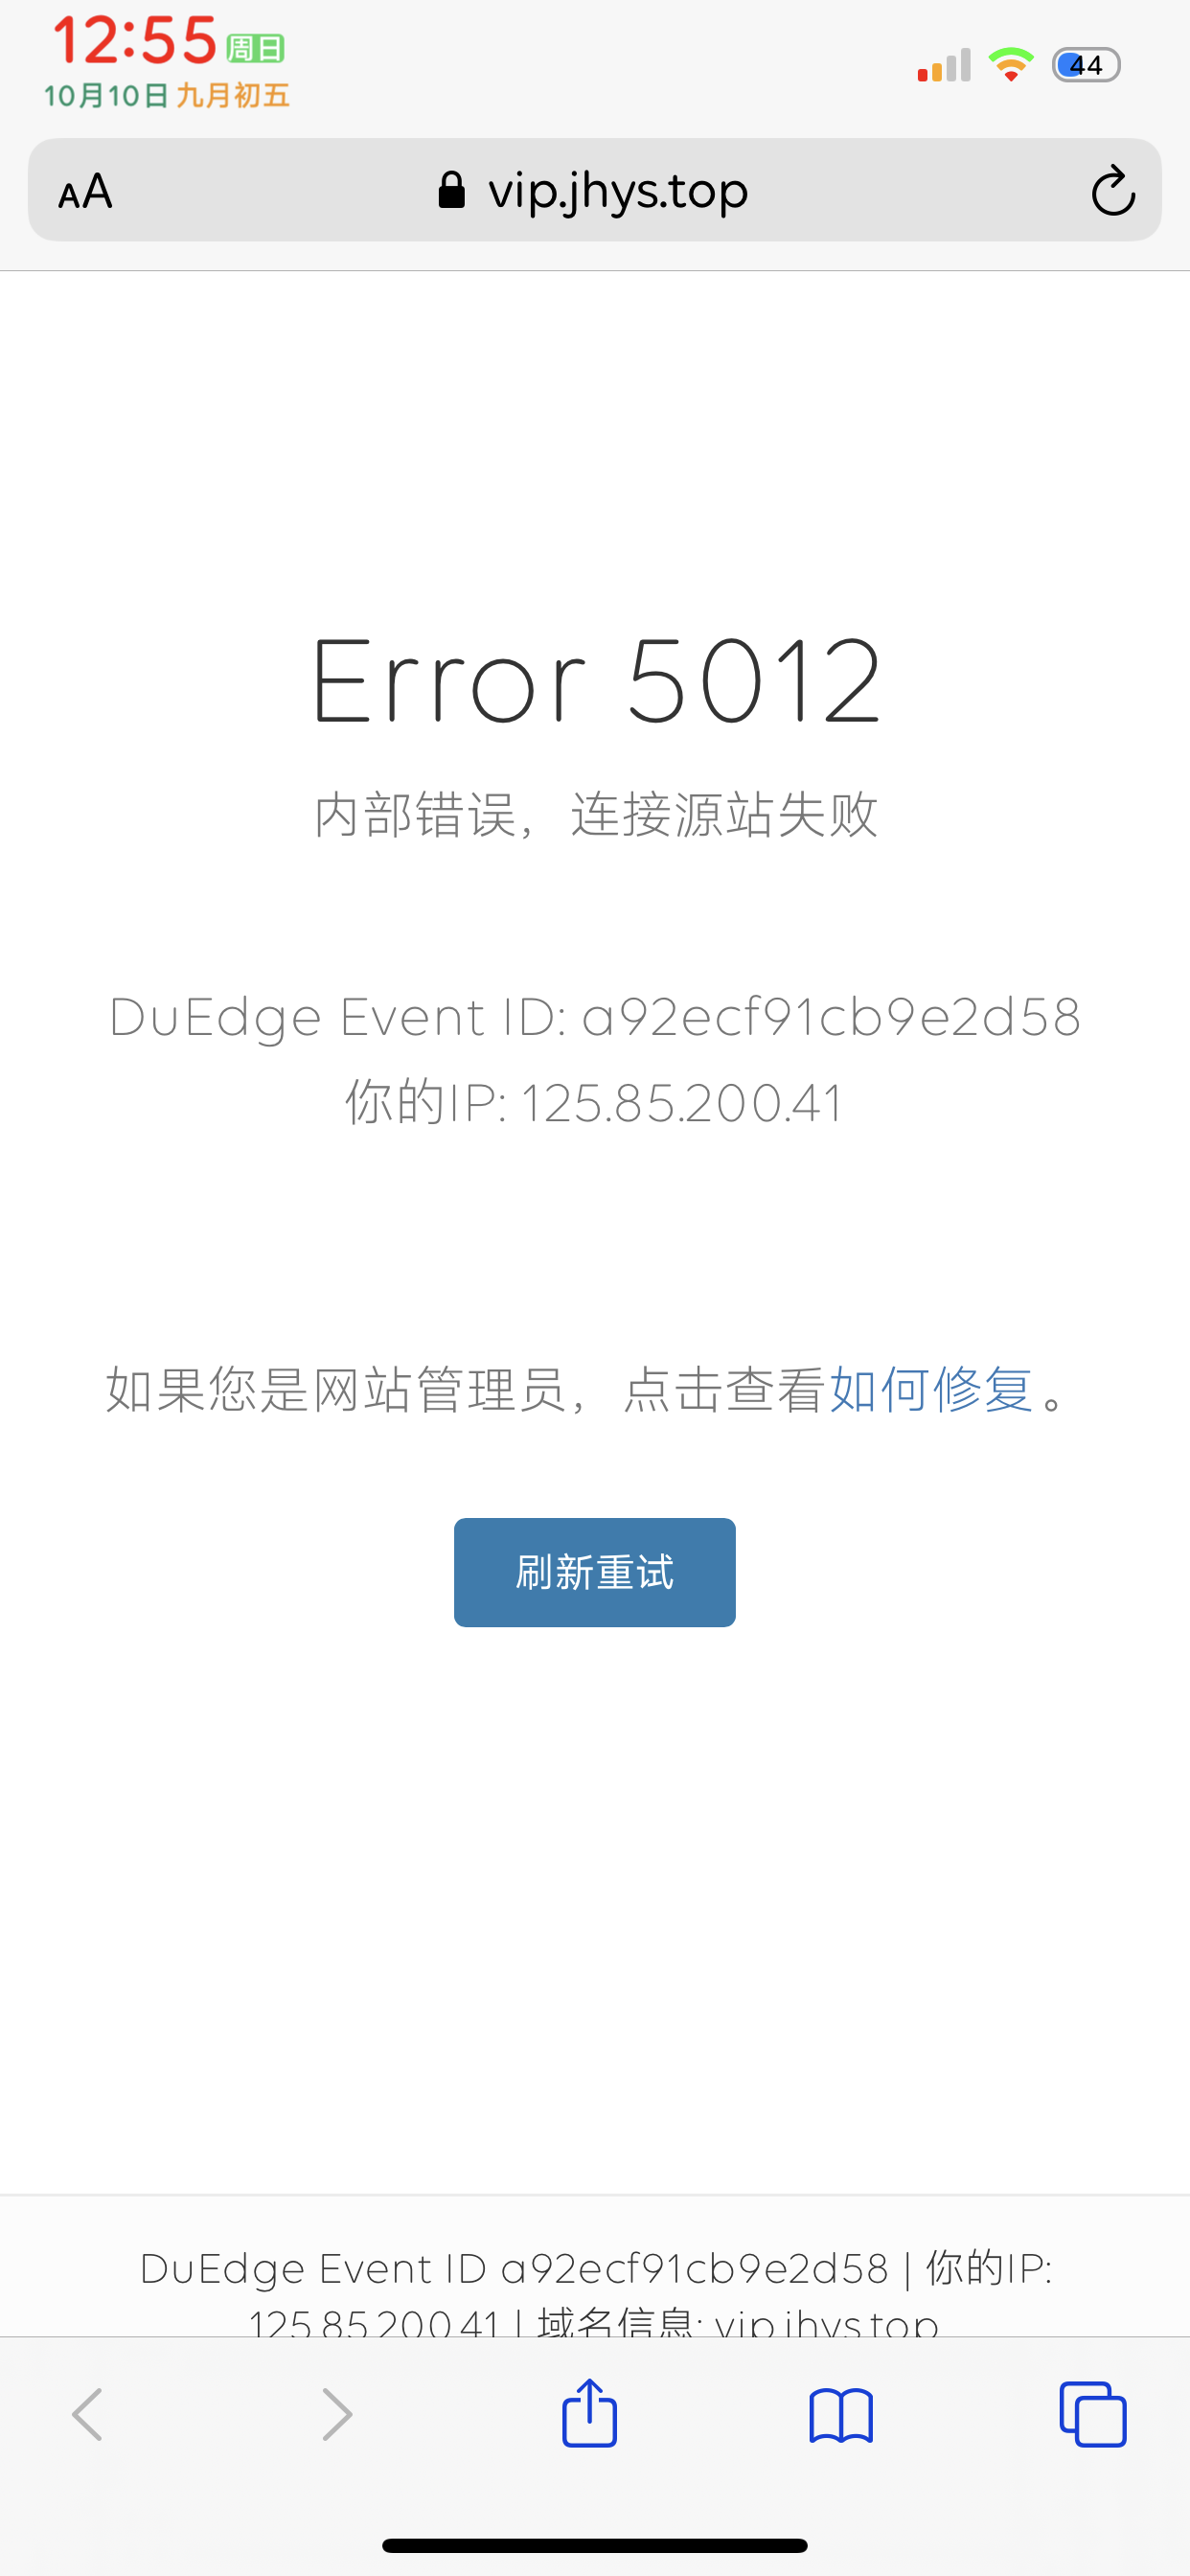 12:55 周日
10月10日 九月初五
44
AA vip.jhys.top
Error 5012
内部错误，连接源站失败
DuEdge Event ID: a92ecf91cb9e2d58
你的IP: 125.85.200.41
如果您是网站管理员，点击查看如何修复。
刷新重试
DuEdge Event ID a92ecf91cb9e2d58 | 你的IP:
125.85.200.41 | 域名信息: vip.jhys.top